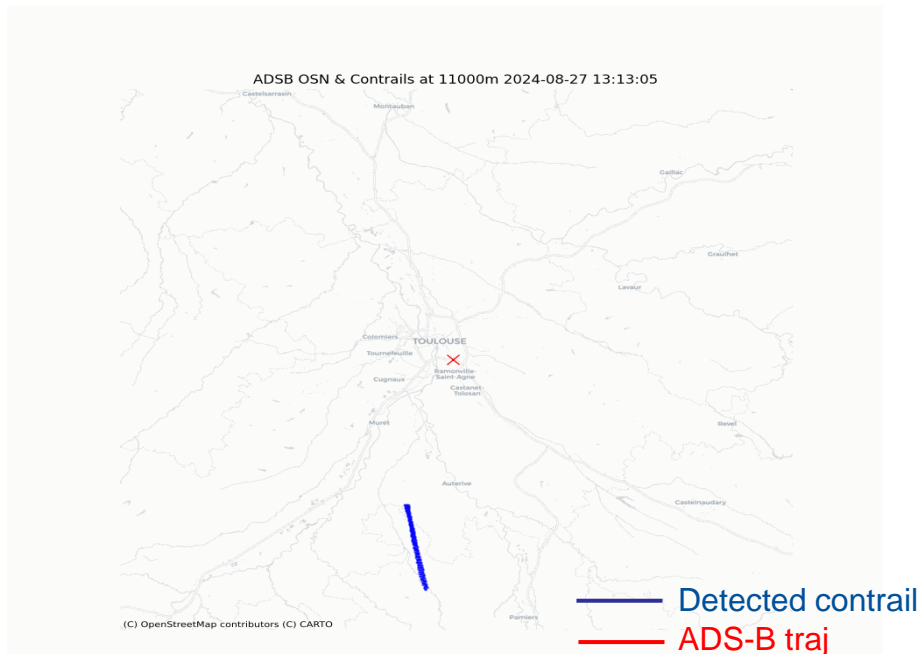 ADSB OSN & Contrails at 11000m 2024-08-27 13:13:05
Castelsarrasin
Montauban
Gaillac
Graulhet
Lavaur
Colomiers
TOULOUSE
Tournefeuille
Ramonville-
Saint-Agne
Cugnaux
Castanet-
Tolosan
Muret
Revel
Auterive
Castelnaudary
Pamiers
(C) OpenStreetMap contributors (C) CARTO
Detected contrail
ADS-B traj